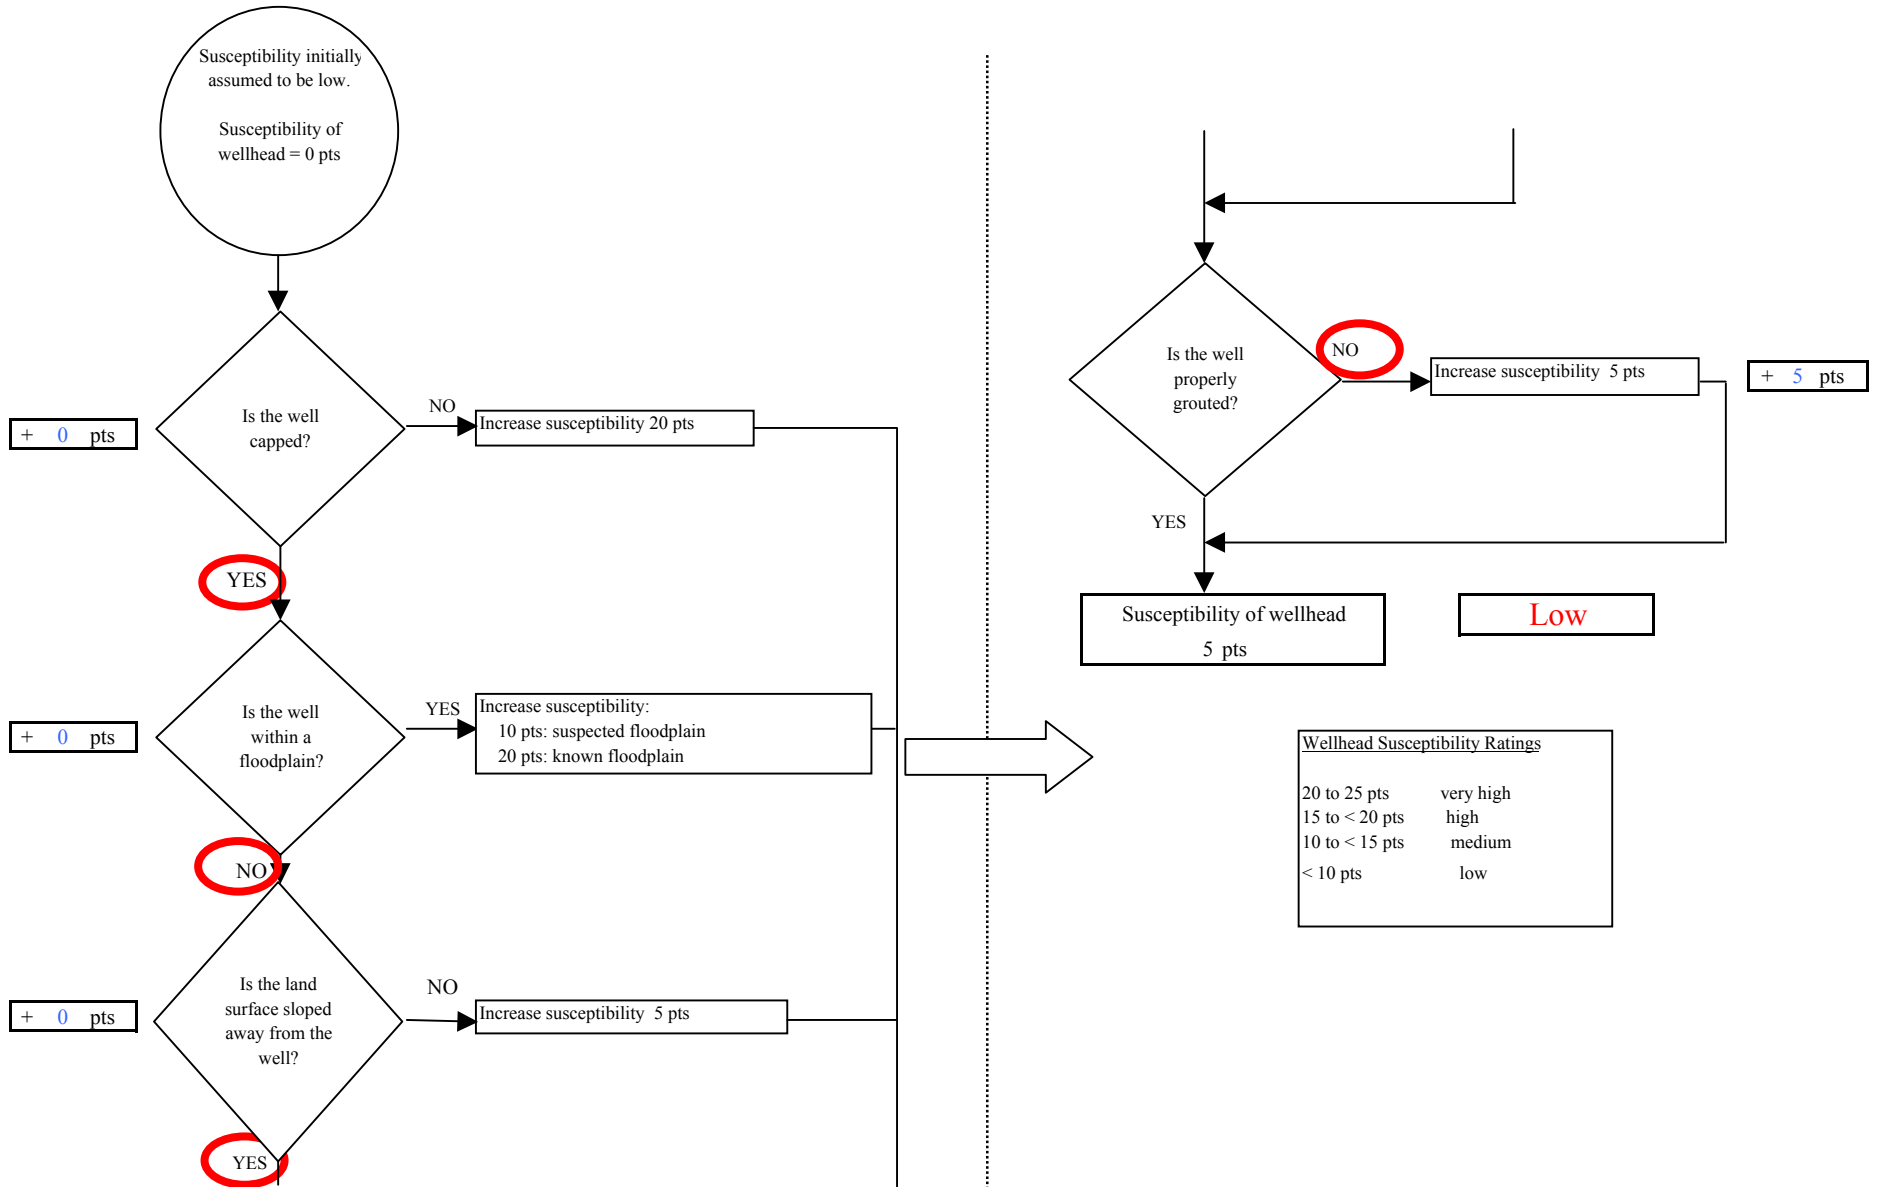 Susceptibility initially
assumed to be low.
Susceptibility of
wellhead = 0 pts
Is the well
capped?
NO
Increase susceptibility 20 pts
+ 0 pts
YES
Is the well
within a
floodplain?
YES
Increase susceptibility:
10 pts: suspected floodplain
20 pts: known floodplain
+ 0 pts
NO
Is the land
surface sloped
away from the
well?
NO
Increase susceptibility 5 pts
+ 0 pts
YES
Is the well
properly
grouted?
NO
Increase susceptibility 5 pts
+ 5 pts
YES
Susceptibility of wellhead
5 pts
Low
Wellhead Susceptibility Ratings
20 to 25 pts very high
15 to < 20 pts high
10 to < 15 pts medium
< 10 pts low